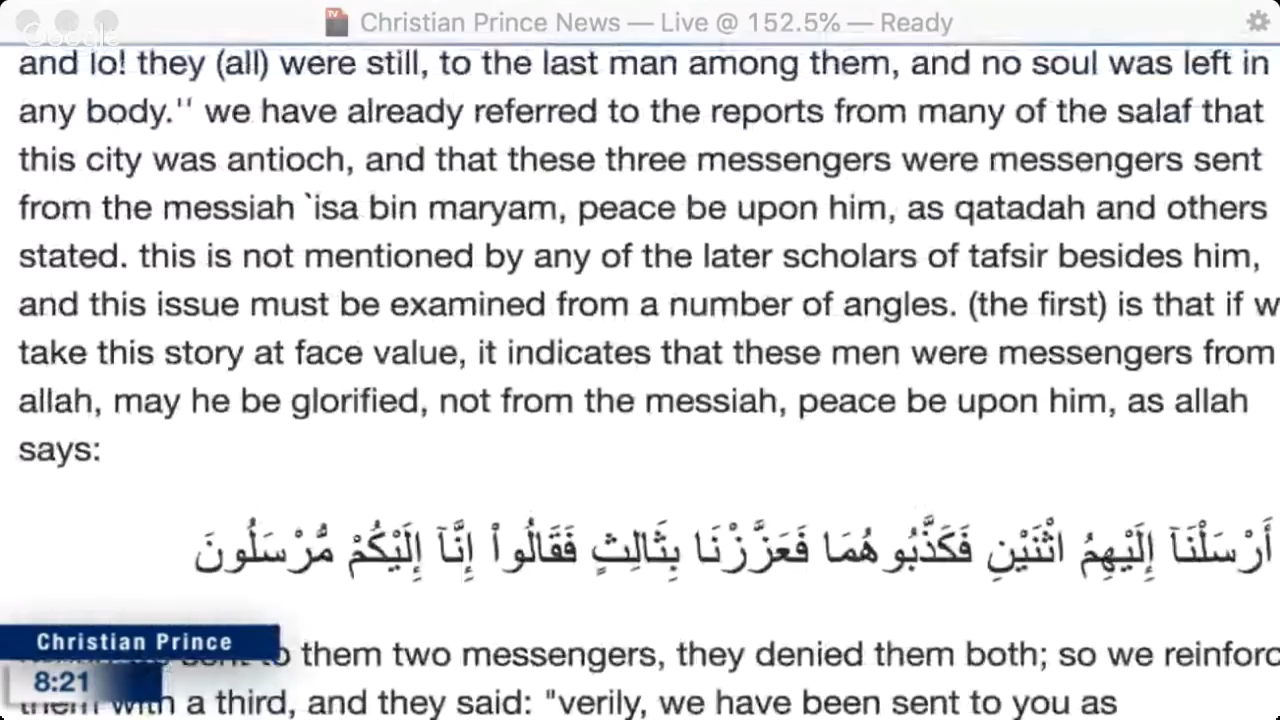 Christian Prince News — Live @ 152.5% — Ready
Google
and lo! they (all) were still, to the last man among them, and no soul was left in
any body.'' we have already referred to the reports from many of the salaf that
this city was antioch, and that these three messengers were messengers sent
from the messiah `isa bin maryam, peace be upon him, as qatadah and others
stated. this is not mentioned by any of the later scholars of tafsir besides him,
and this issue must be examined from a number of angles. (the first) is that if w
take this story at face value, it indicates that these men were messengers from
allah, may he be glorified, not from the messiah, peace be upon him, as allah
says:
أَرْسَلْنَآ إِلَيْهِمُ اثْنَيْنِ فَكَذَّبُوهُمَا فَعَزَّزْنَا بِثَالِثٍ فَقَالُواْ إِنَّآ إِلَيْكُمْ مُّرْسَلُونَ
Christian Prince
to them two messengers, they denied them both; so we reinforc
8:21
them with a third, and they said: "verily, we have been sent to you as